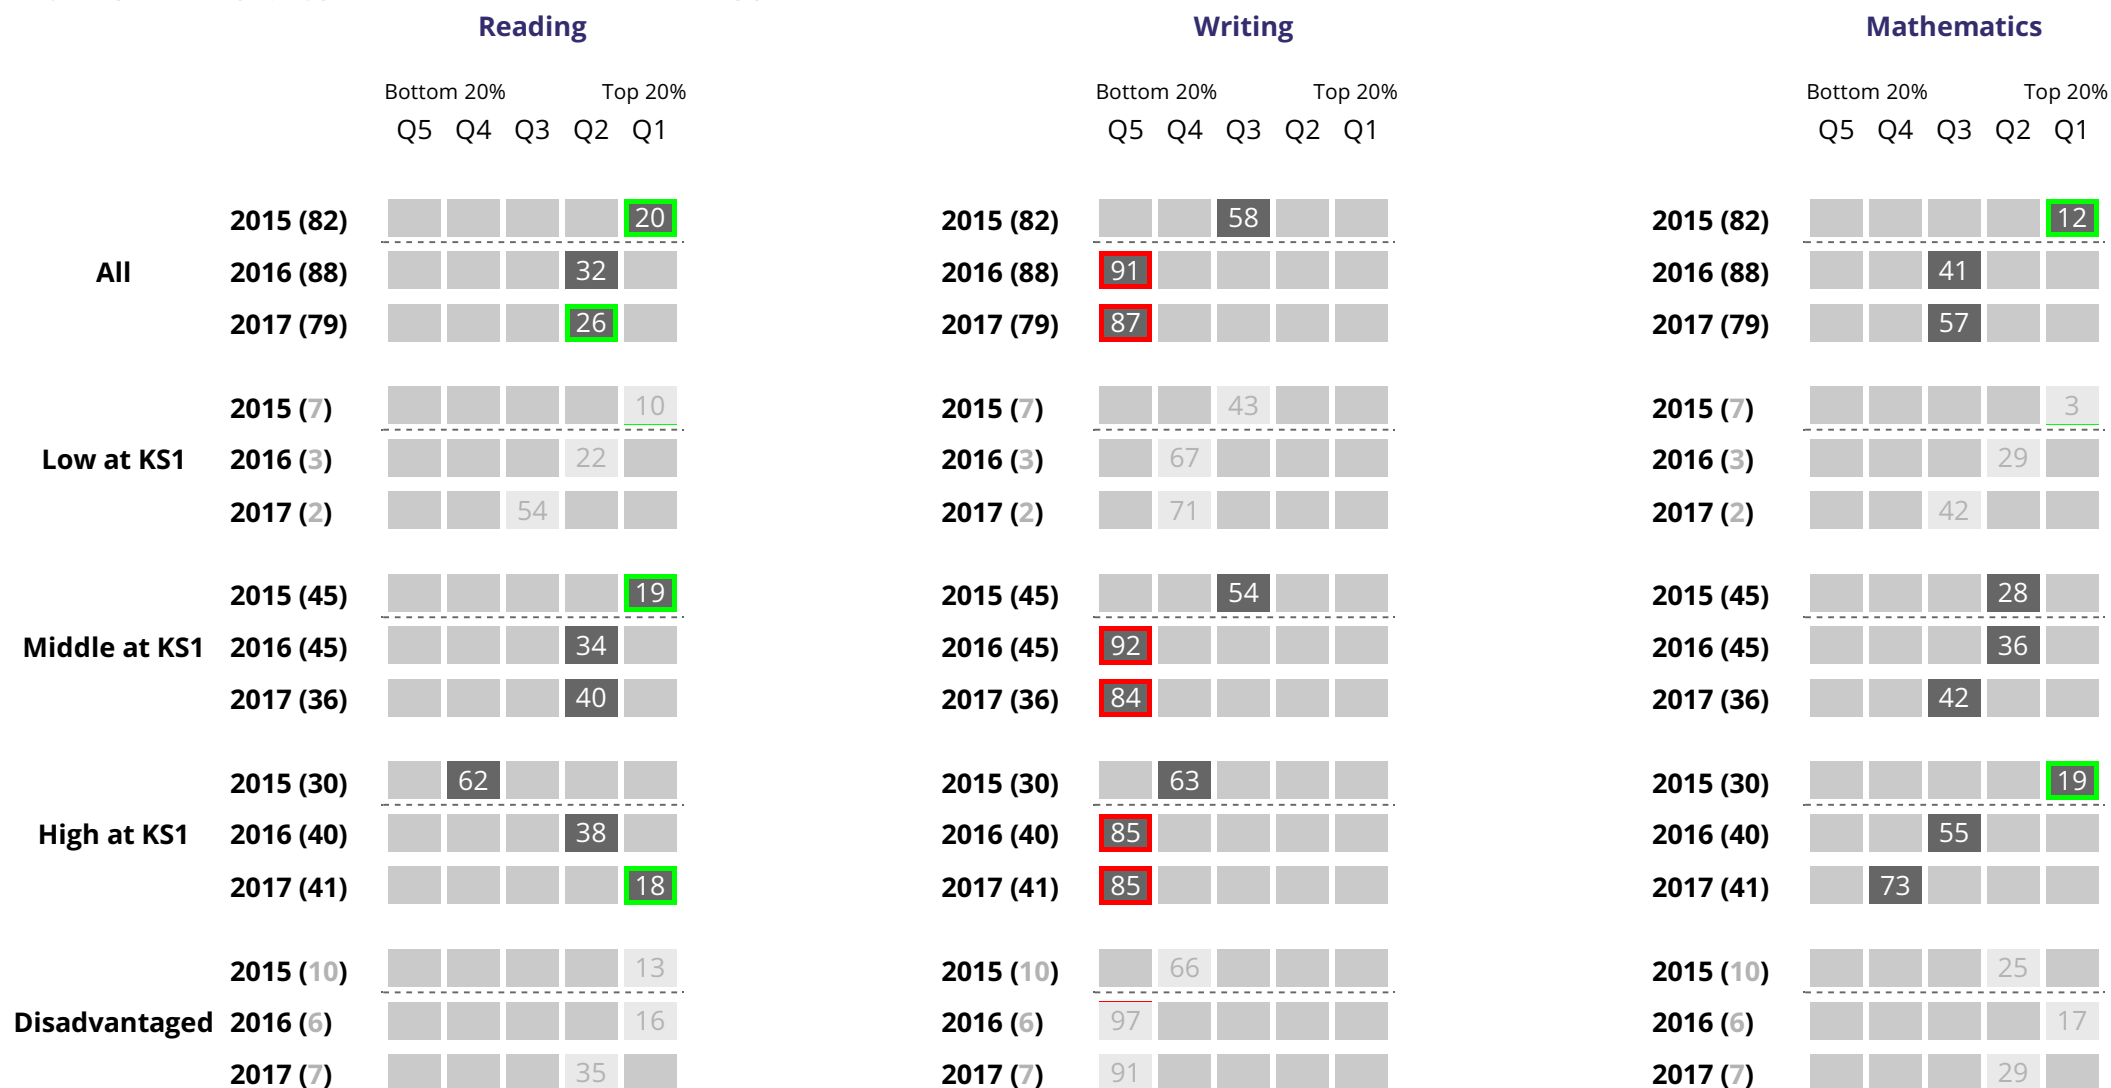 Reading Writing Mathematics
Bottom 20% Top 20% Bottom 20% Top 20% Bottom 20% Top 20%
Q5 Q4 Q3 Q2 Q1 Q5 Q4 Q3 Q2 Q1 Q5 Q4 Q3 Q2 Q1
2015 (82) 20 2015 (82) 58 2015 (82) 12
All 2016 (88) 32 2016 (88) 91 2016 (88) 41
2017 (79) 26 2017 (79) 87 2017 (79) 57
2015 (7) 10 2015 (7) 43 2015 (7) 3
Low at KS1 2016 (3) 22 2016 (3) 67 2016 (3) 29
2017 (2) 54 2017 (2) 71 2017 (2) 42
2015 (45) 19 2015 (45) 54 2015 (45) 28
Middle at KS1 2016 (45) 34 2016 (45) 92 2016 (45) 36
2017 (36) 40 2017 (36) 84 2017 (36) 42
2015 (30) 62 2015 (30) 63 2015 (30) 19
High at KS1 2016 (40) 38 2016 (40) 85 2016 (40) 55
2017 (41) 18 2017 (41) 85 2017 (41) 73
2015 (10) 13 2015 (10) 66 2015 (10) 25
Disadvantaged 2016 (6) 16 2016 (6) 97 2016 (6) 17
2017 (7) 35 2017 (7) 91 2017 (7) 29